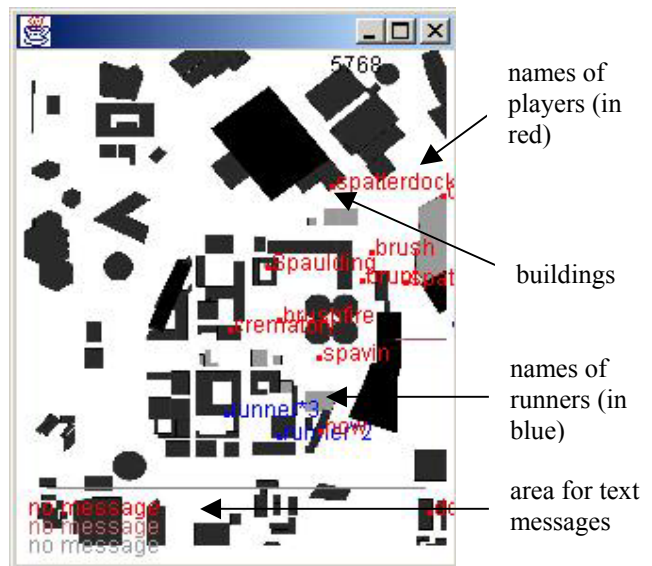 5768
names of
players (in
red)
spatterdock
brush
Spaulding
brushfire
crematory
spavin
buildings
names of
runners (in
blue)
runner*3
runner*2
area for text
messages
no message
no message
no message